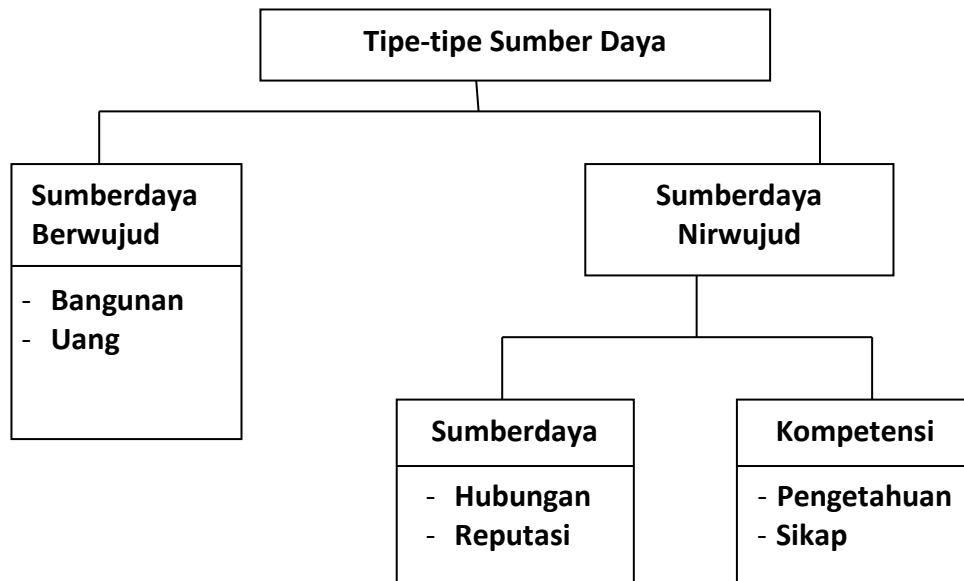 Tipe-tipe Sumber Daya
Sumberdaya
Berwujud
- Bangunan
- Uang
Sumberdaya
Nirwujud
Sumberdaya
- Hubungan
- Reputasi
Kompetensi
- Pengetahuan
- Sikap